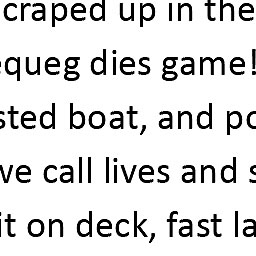 craped up in the
equeg dies game!
sted boat, and po
we call lives and s
it on deck, fast la